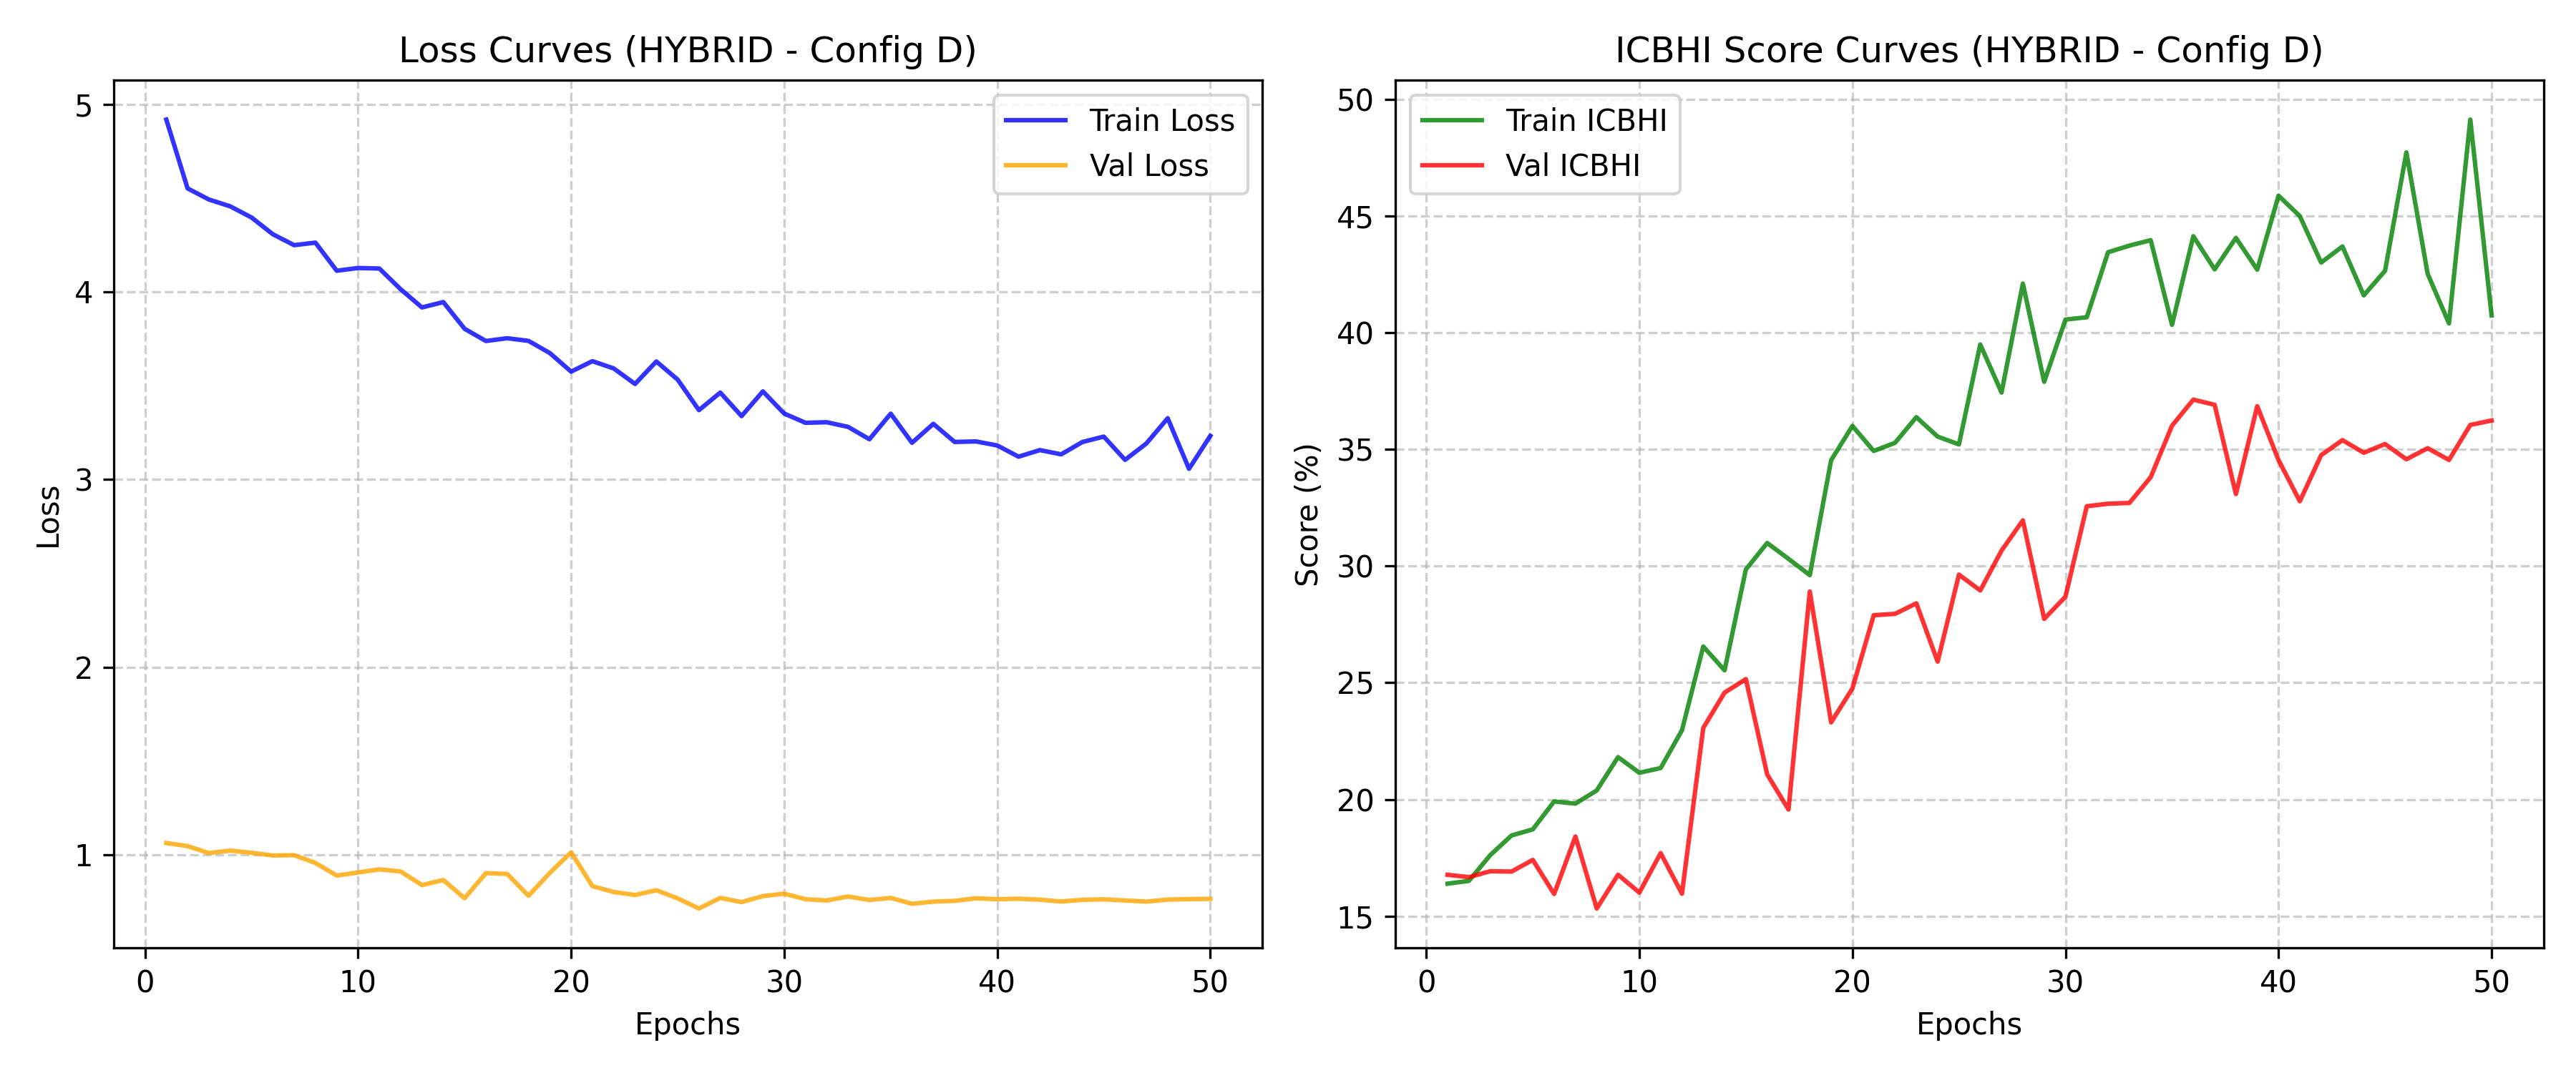 Loss Curves (HYBRID - Config D)
5
4
3
2
1
Loss
Train Loss
Val Loss
0 10 20 30 40 50
Epochs
ICBHI Score Curves (HYBRID - Config D)
50
45
40
35
30
25
20
15
Score (%)
Train ICBHI
Val ICBHI
0 10 20 30 40 50
Epochs